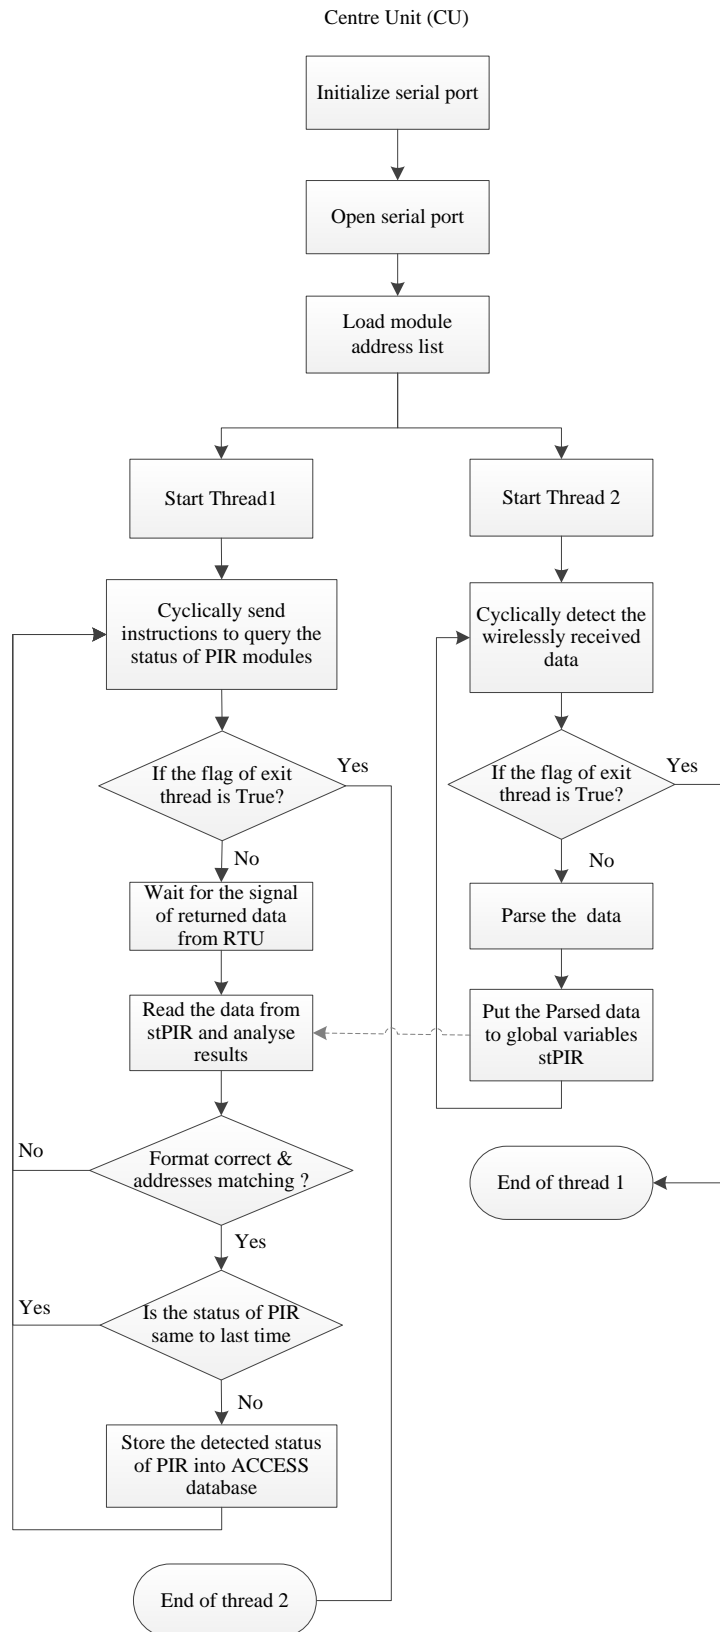 Centre Unit (CU)
Initialize serial port
Open serial port
Load module
address list
Start Thread1
Start Thread 2
Cyclically send
instructions to query the
status of PIR modules
Cyclically detect the
wirelessly received
data
If the flag of exit
thread is True?
Yes
If the flag of exit
thread is True?
Yes
No
No
Wait for the signal
of returned data
from RTU
Parse the  data
Read the data from
stPIR and analyse
results
Put the Parsed data
to global variables
stPIR
No
Format correct &
addresses matching ?
End of thread 1
Yes
Yes
Is the status of PIR
same to last time
No
Store the detected status
of PIR into ACCESS
database
End of thread 2